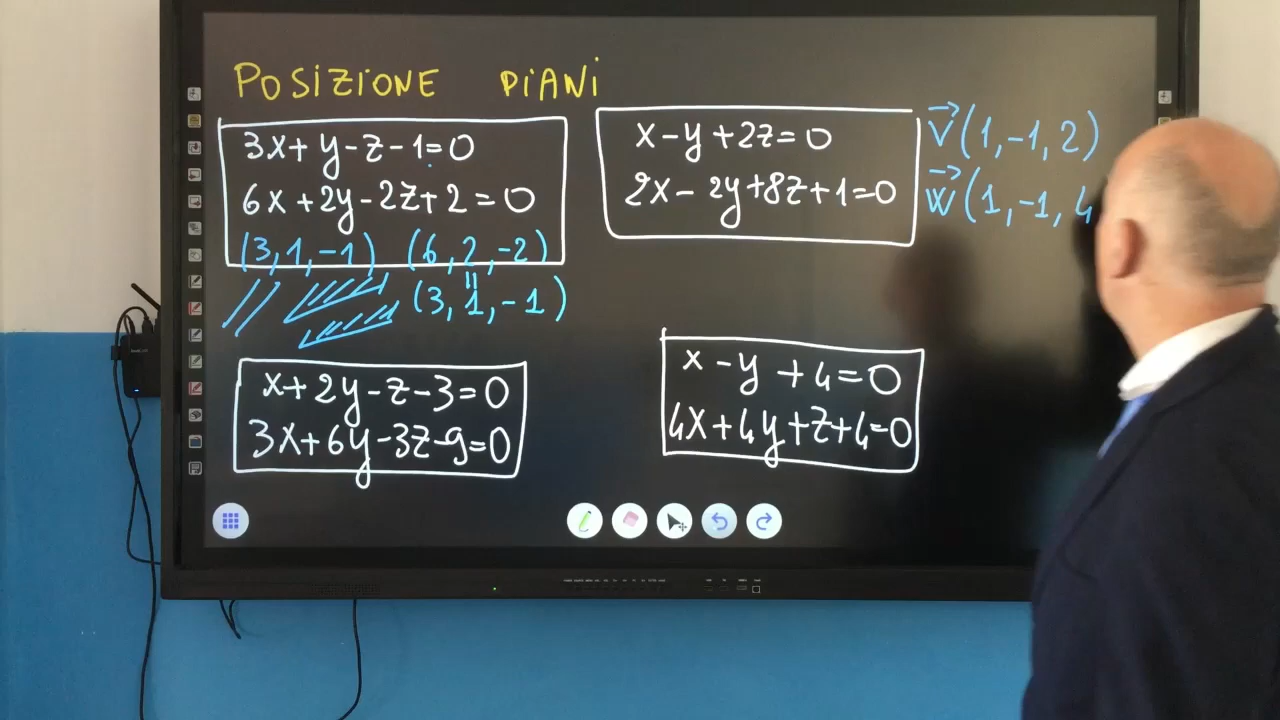 POSIZIONE PIANI
3x+y-z-1=0
6x+2y-2z+2=0
(3,1,-1) (6,2,-2)
// (3,1,-1)
x-y+2z=0
2x-2y+8z+1=0
v(1,-1,2)
w(1,-1,4
x+2y-z-3=0
3x+6y-3z-9=0
x-y+4=0
4x+4y+z+4=0